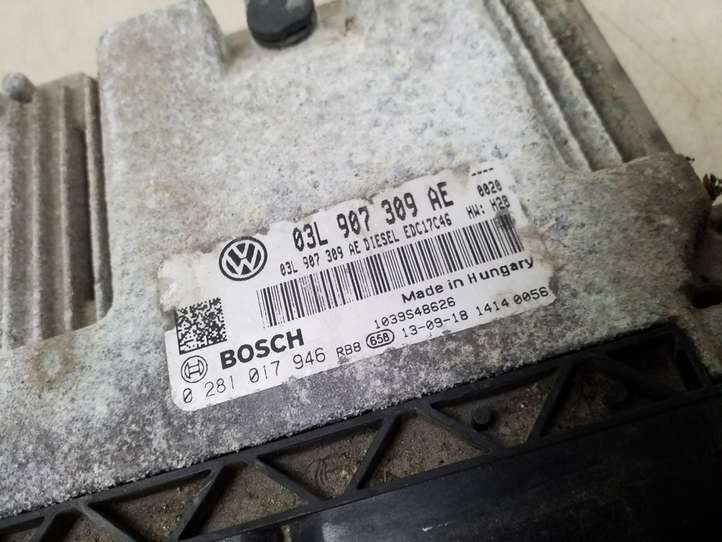 03L 907 309 AE
03L 907 309 AE DIESEL EDC17C46
0020
HW: H28
Made in Hungary
1039S48626
BOSCH
0 281 017 946 RBB 658 13-09-18 1414 0056